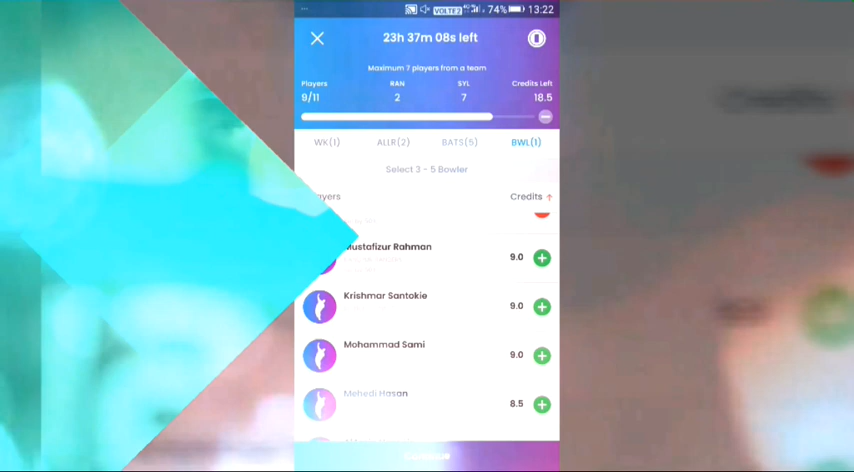 VOLTE2 4G 74% 13:22
23h 37m 08s left
Maximum 7 players from a team
Players RAN SYL Credits Left
9/11 2 7 18.5
WK(1) ALLR(2) BATS(5) BWL(1)
Select 3 - 5 Bowler
Credits
Mustafizur Rahman 9.0
Krishmar Santokie 9.0
Mohammad Sami 9.0
Mehedi Hasan 8.5